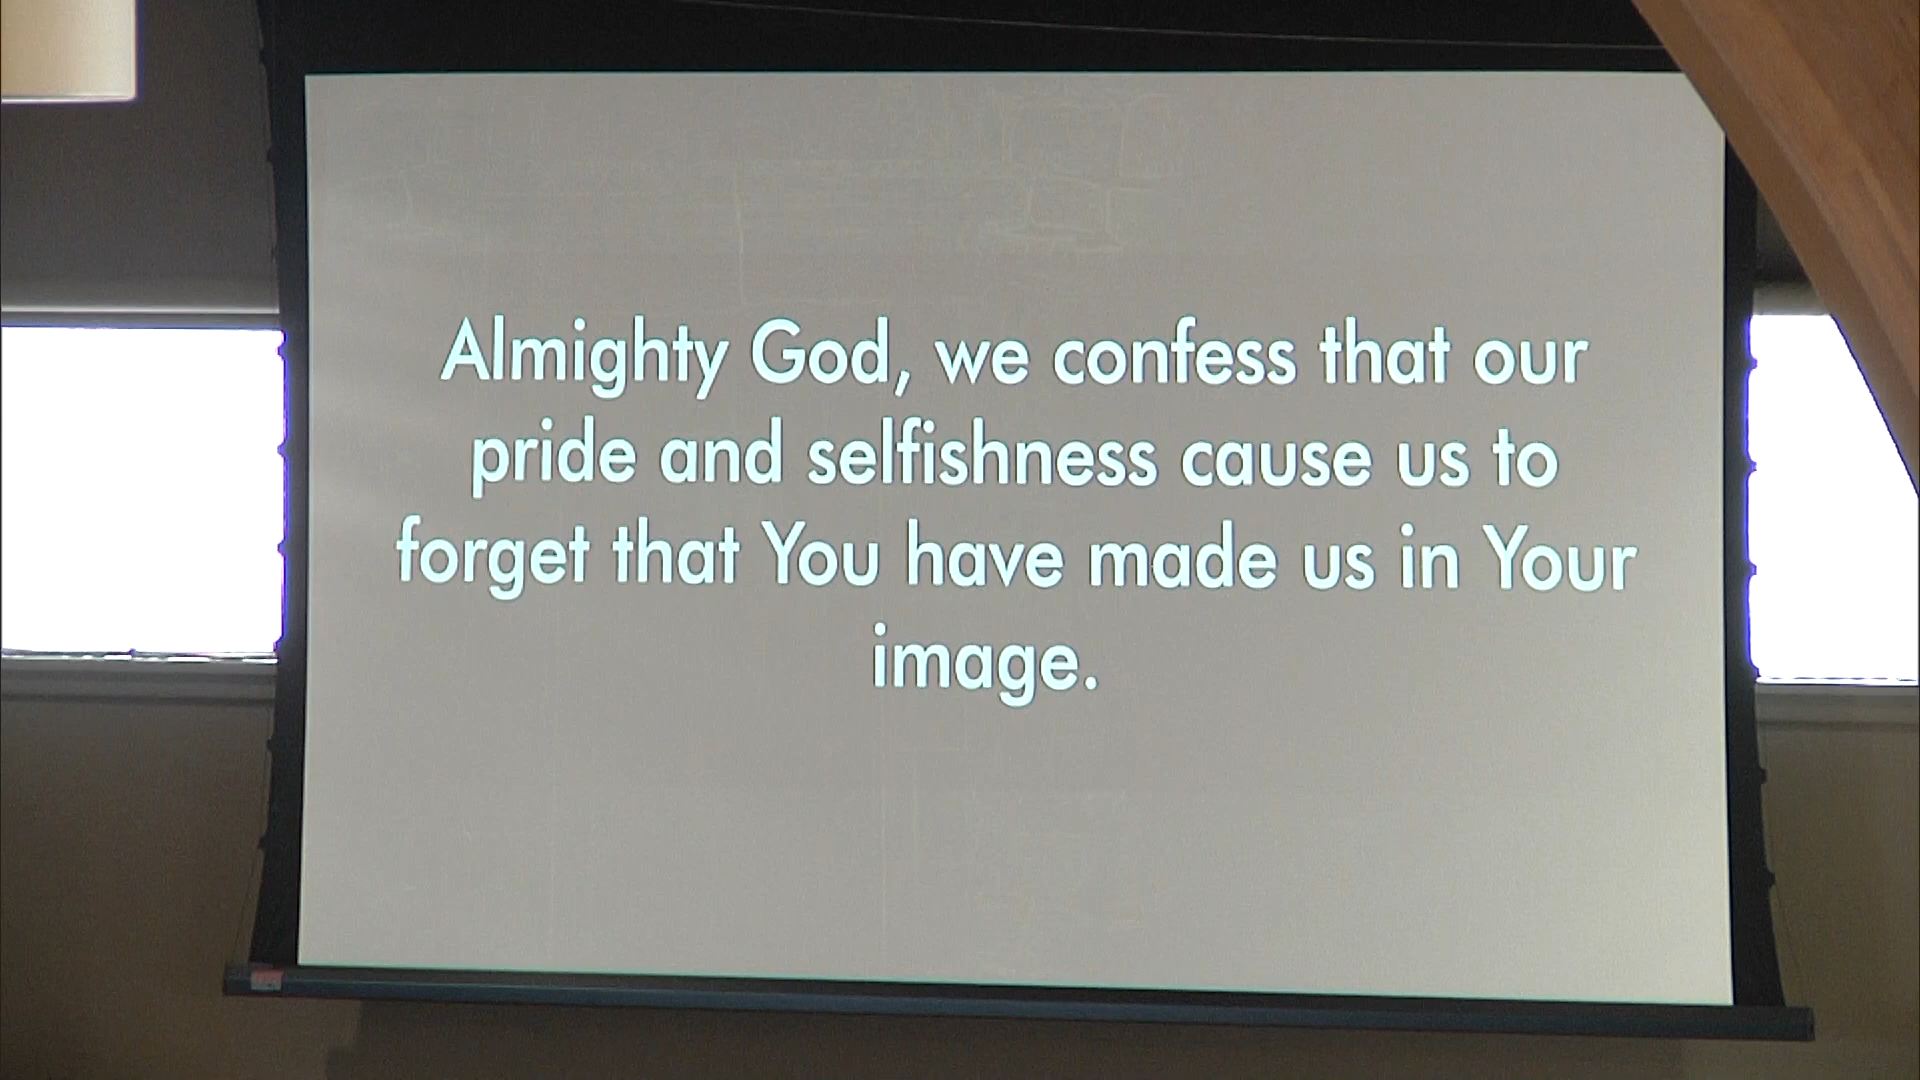 Almighty God, we confess that our
pride and selfishness cause us to
forget that You have made us in Your
image.